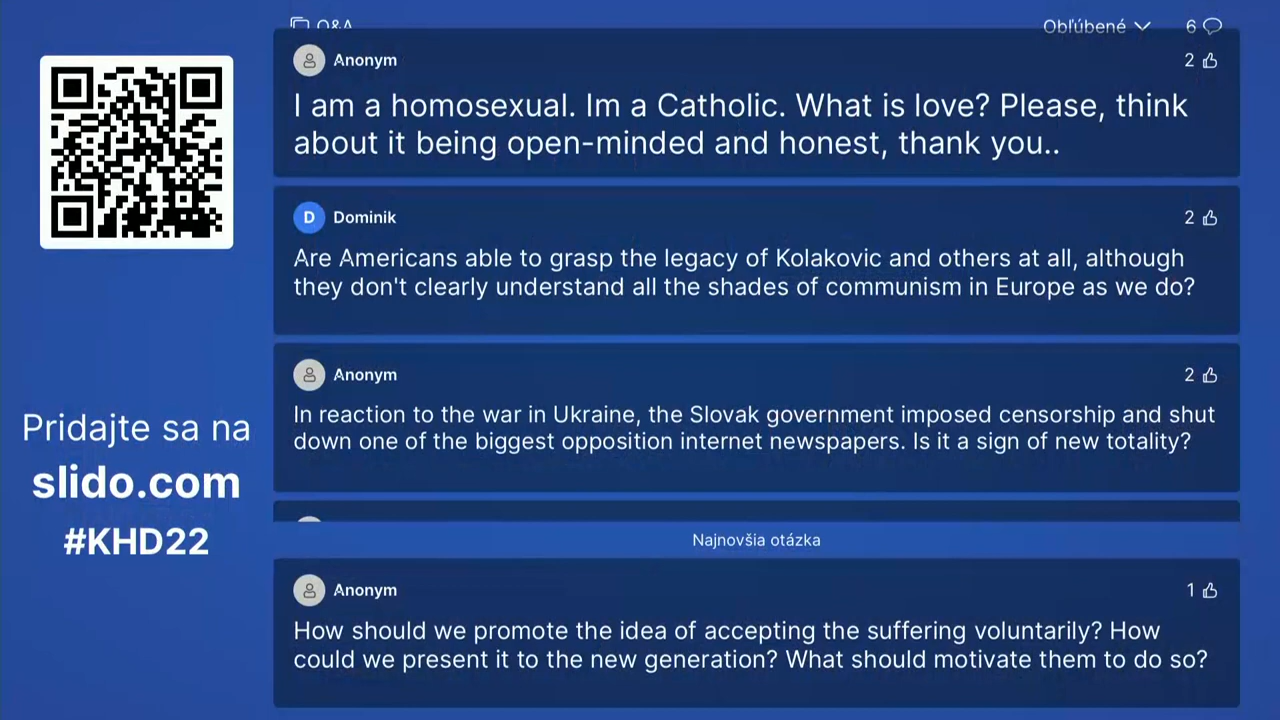 Q&A
Obľúbené 6
Anonym 2
I am a homosexual. Im a Catholic. What is love? Please, think
about it being open-minded and honest, thank you..
D Dominik 2
Are Americans able to grasp the legacy of Kolakovic and others at all, although
they don't clearly understand all the shades of communism in Europe as we do?
Anonym 2
In reaction to the war in Ukraine, the Slovak government imposed censorship and shut
down one of the biggest opposition internet newspapers. Is it a sign of new totality?
Najnovšia otázka
Anonym 1
How should we promote the idea of accepting the suffering voluntarily? How
could we present it to the new generation? What should motivate them to do so?
Pridajte sa na
slido.com
#KHD22